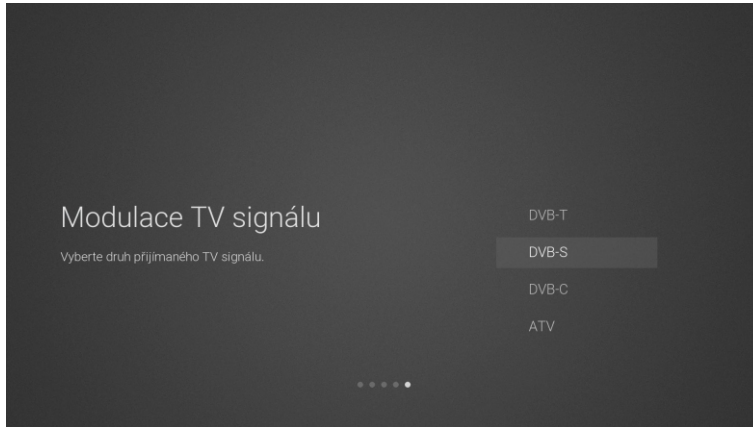 Modulace TV signálu
Vyberte druh přijímaného TV signálu.
DVB-T
DVB-S
DVB-C
ATV